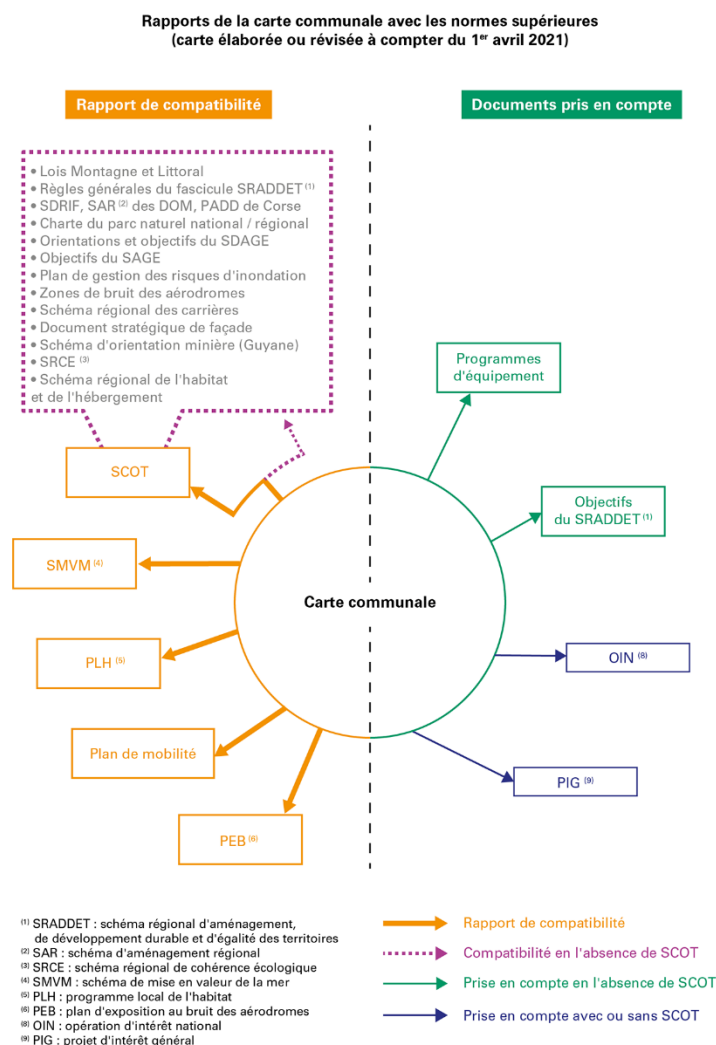 Rapports de la carte communale avec les normes supérieures
(carte élaborée ou révisée à compter du 1er avril 2021)
Rapport de compatibilité
Documents pris en compte
• Lois Montagne et Littoral
• Règles générales du fascicule SRADDET (1)
• SDRIF, SAR (2) des DOM, PADD de Corse
• Charte du parc naturel national / régional
• Orientations et objectifs du SDAGE
• Objectifs du SAGE
• Plan de gestion des risques d'inondation
• Zones de bruit des aérodromes
• Schéma régional des carrières
• Document stratégique de façade
• Schéma d'orientation minière (Guyane)
• SRCE (3)
• Schéma régional de l'habitat
et de l'hébergement
Programmes
d'équipement
SCOT
Objectifs
du SRADDET (1)
SMVM (4)
Carte communale
PLH (5)
OIN (8)
Plan de mobilité
PIG (9)
PEB (6)
(1) SRADDET : schéma régional d'aménagement,
de développement durable et d'égalité des territoires
(2) SAR : schéma d'aménagement régional
(3) SRCE : schéma régional de cohérence écologique
(4) SMVM : schéma de mise en valeur de la mer
(5) PLH : programme local de l'habitat
(6) PEB : plan d'exposition au bruit des aérodromes
(8) OIN : opération d'intérêt national
(9) PIG : projet d'intérêt général
Rapport de compatibilité
Compatibilité en l'absence de SCOT
Prise en compte en l'absence de SCOT
Prise en compte avec ou sans SCOT